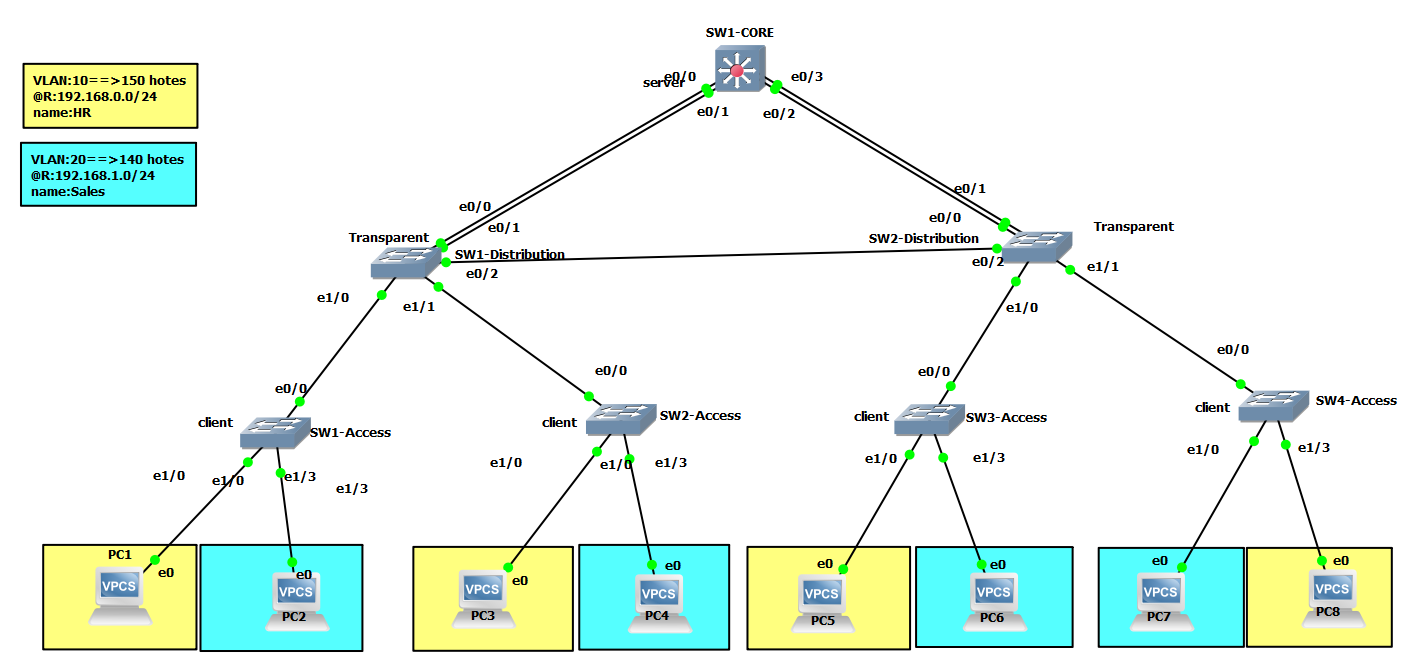 SW1-CORE
VLAN:10==>150 hotes
@R:192.168.0.0/24
name:HR
VLAN:20==>140 hotes
@R:192.168.1.0/24
name:Sales
server
e0/0
e0/3
e0/1
e0/2
e0/0
e0/1
e0/1
e0/0
Transparent
SW1-Distribution
e0/2
SW2-Distribution
e0/2
Transparent
e1/0
e1/1
e1/0
e1/1
e0/0
e0/0
e0/0
e0/0
client
SW1-Access
client
SW2-Access
client
SW3-Access
client
SW4-Access
e1/0
e1/0
e1/3
e1/3
e1/0
e1/0
e1/3
e1/0
e1/3
e1/0
e1/3
PC1
e0
VPCS
e0
VPCS
PC2
e0
VPCS
PC3
e0
VPCS
PC4
e0
VPCS
PC5
e0
VPCS
PC6
e0
VPCS
PC7
e0
VPCS
PC8